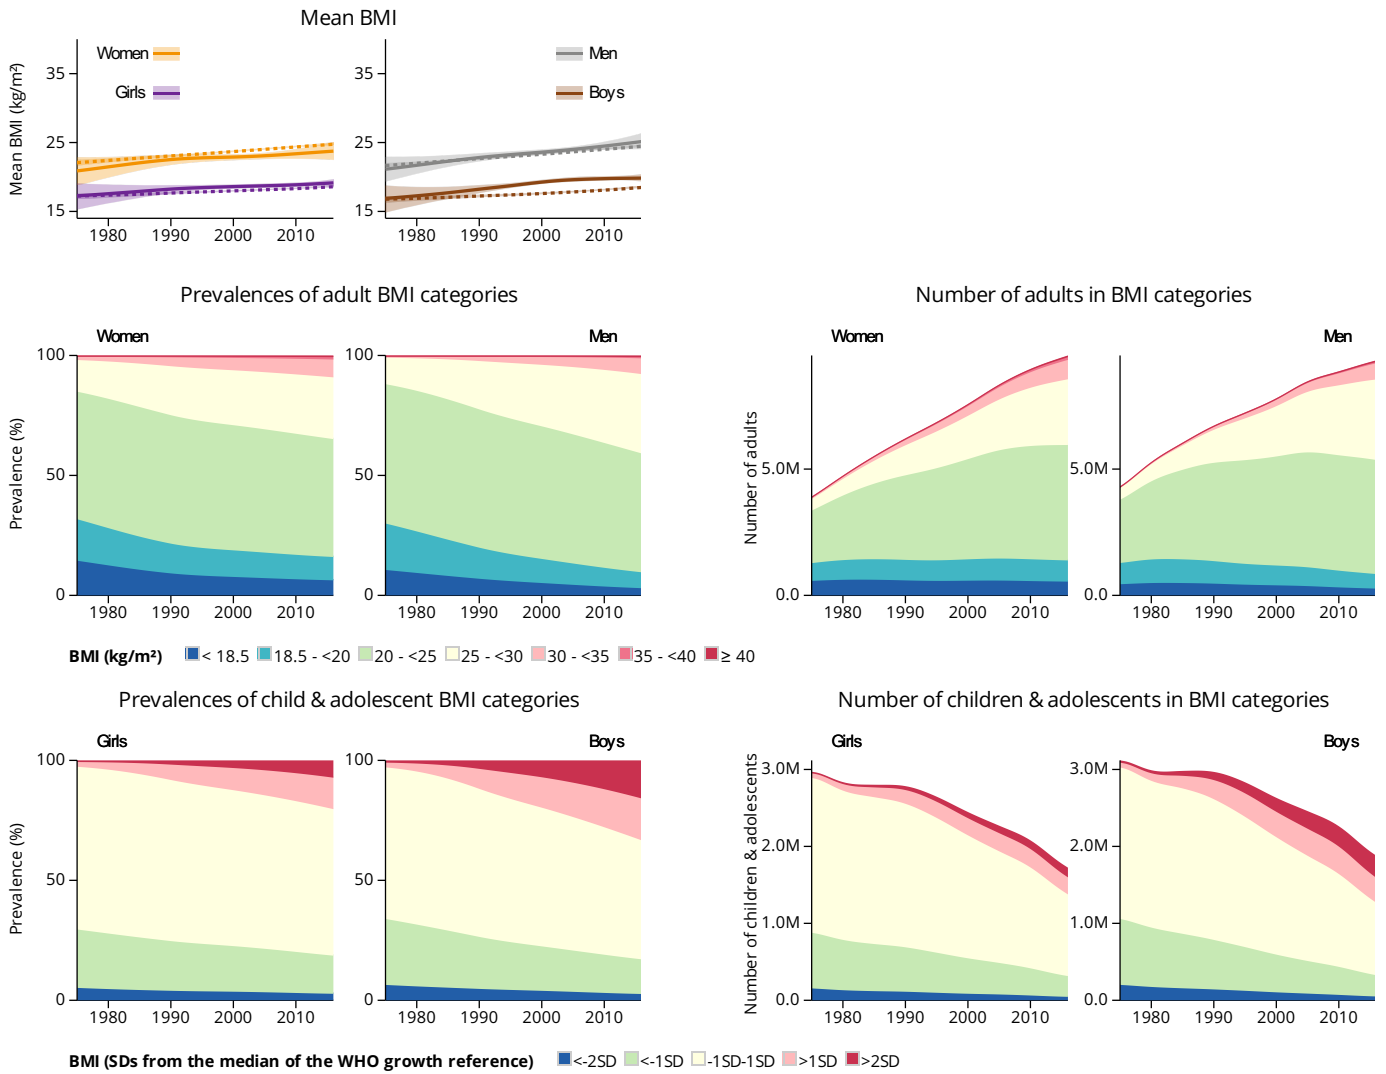 Mean BMI
Women
Girls
Men
Boys
Mean BMI (kg/m²)
35
25
15
35
25
15
1980 1990 2000 2010
1980 1990 2000 2010
Prevalences of adult BMI categories
Number of adults in BMI categories
Women
Men
Women
Men
Prevalence (%)
100
50
0
100
50
0
Number of adults
5.0M
0.0
5.0M
0.0
1980 1990 2000 2010
1980 1990 2000 2010
1980 1990 2000 2010
1980 1990 2000 2010
BMI (kg/m²) < 18.5 18.5 - <20 20 - <25 25 - <30 30 - <35 35 - <40 ≥ 40
Prevalences of child & adolescent BMI categories
Number of children & adolescents in BMI categories
Girls
Boys
Girls
Boys
Prevalence (%)
100
50
0
100
50
0
Number of children & adolescents
3.0M
2.0M
1.0M
0.0
3.0M
2.0M
1.0M
0.0
1980 1990 2000 2010
1980 1990 2000 2010
1980 1990 2000 2010
1980 1990 2000 2010
BMI (SDs from the median of the WHO growth reference) <-2SD <-1SD -1SD-1SD >1SD >2SD